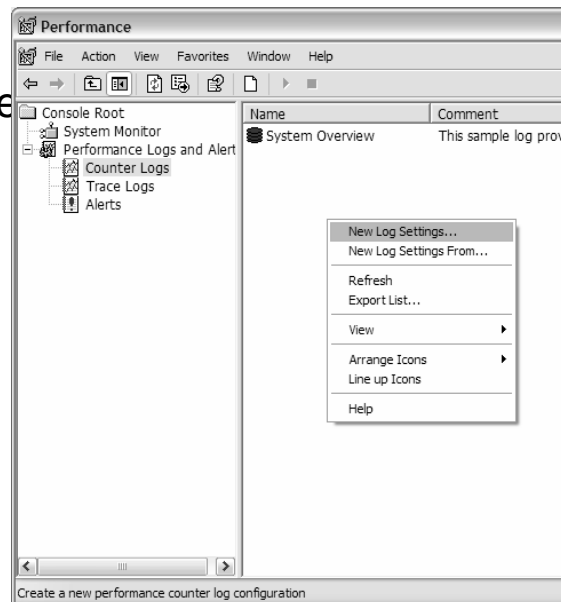 Performance
File Action View Favorites Window Help
e
Console Root
System Monitor
Performance Logs and Alert
Counter Logs
Trace Logs
Alerts
Name Comment
System Overview This sample log prov
New Log Settings...
New Log Settings From...
Refresh
Export List...
View
Arrange Icons
Line up Icons
Help
Create a new performance counter log configuration